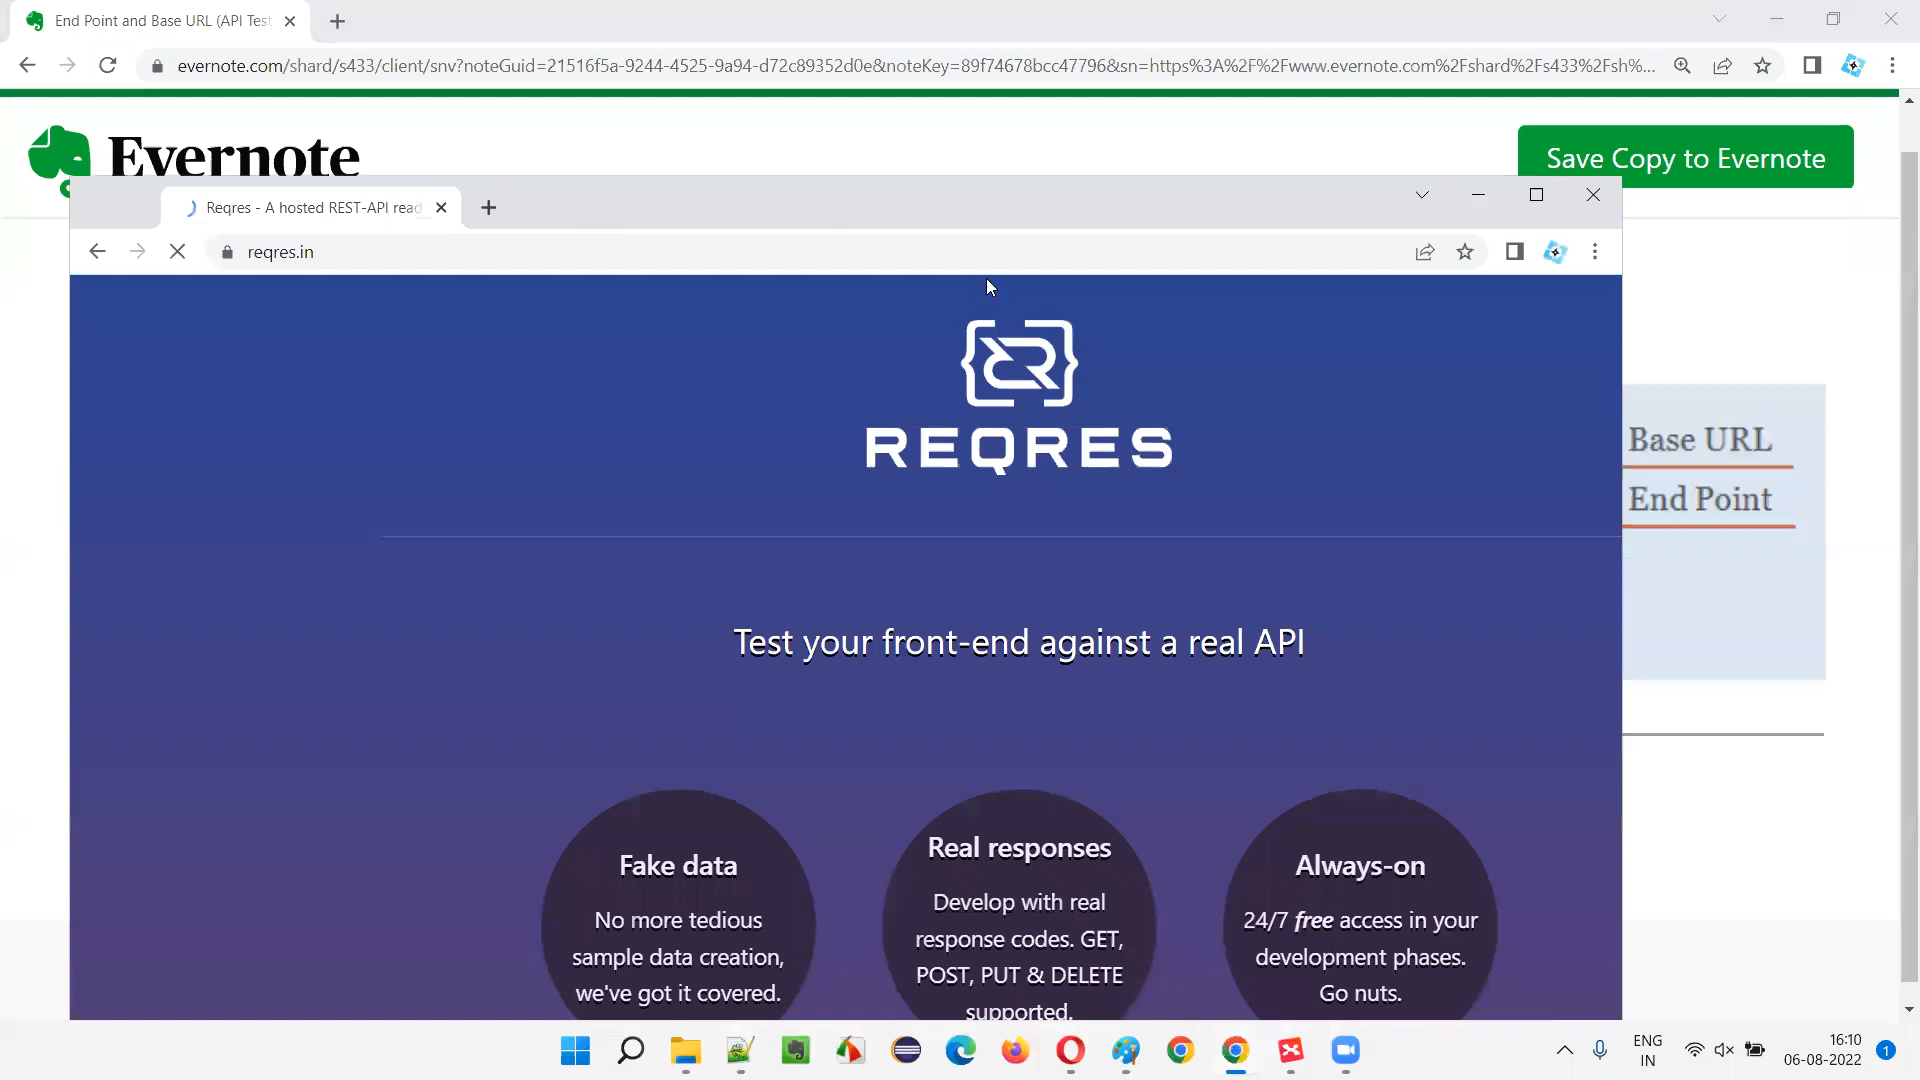 End Point and Base URL (API Test
evernote.com/shard/s433/client/snv?noteGuid=21516f5a-9244-4525-9a94-d72c89352d0e&noteKey=89f74678bcc47796&sn=https%3A%2F%2Fwww.evernote.com%2Fshard%2Fs433%2Fsh%...
Evernote
Save Copy to Evernote
Reqres - A hosted REST-API read
reqres.in
REQRES
Base URL
End Point
Test your front-end against a real API
Fake data
No more tedious
sample data creation,
we've got it covered.
Real responses
Develop with real
response codes. GET,
POST, PUT & DELETE
supported.
Always-on
24/7 free access in your
development phases.
Go nuts.
ENG
IN
16:10
06-08-2022
1